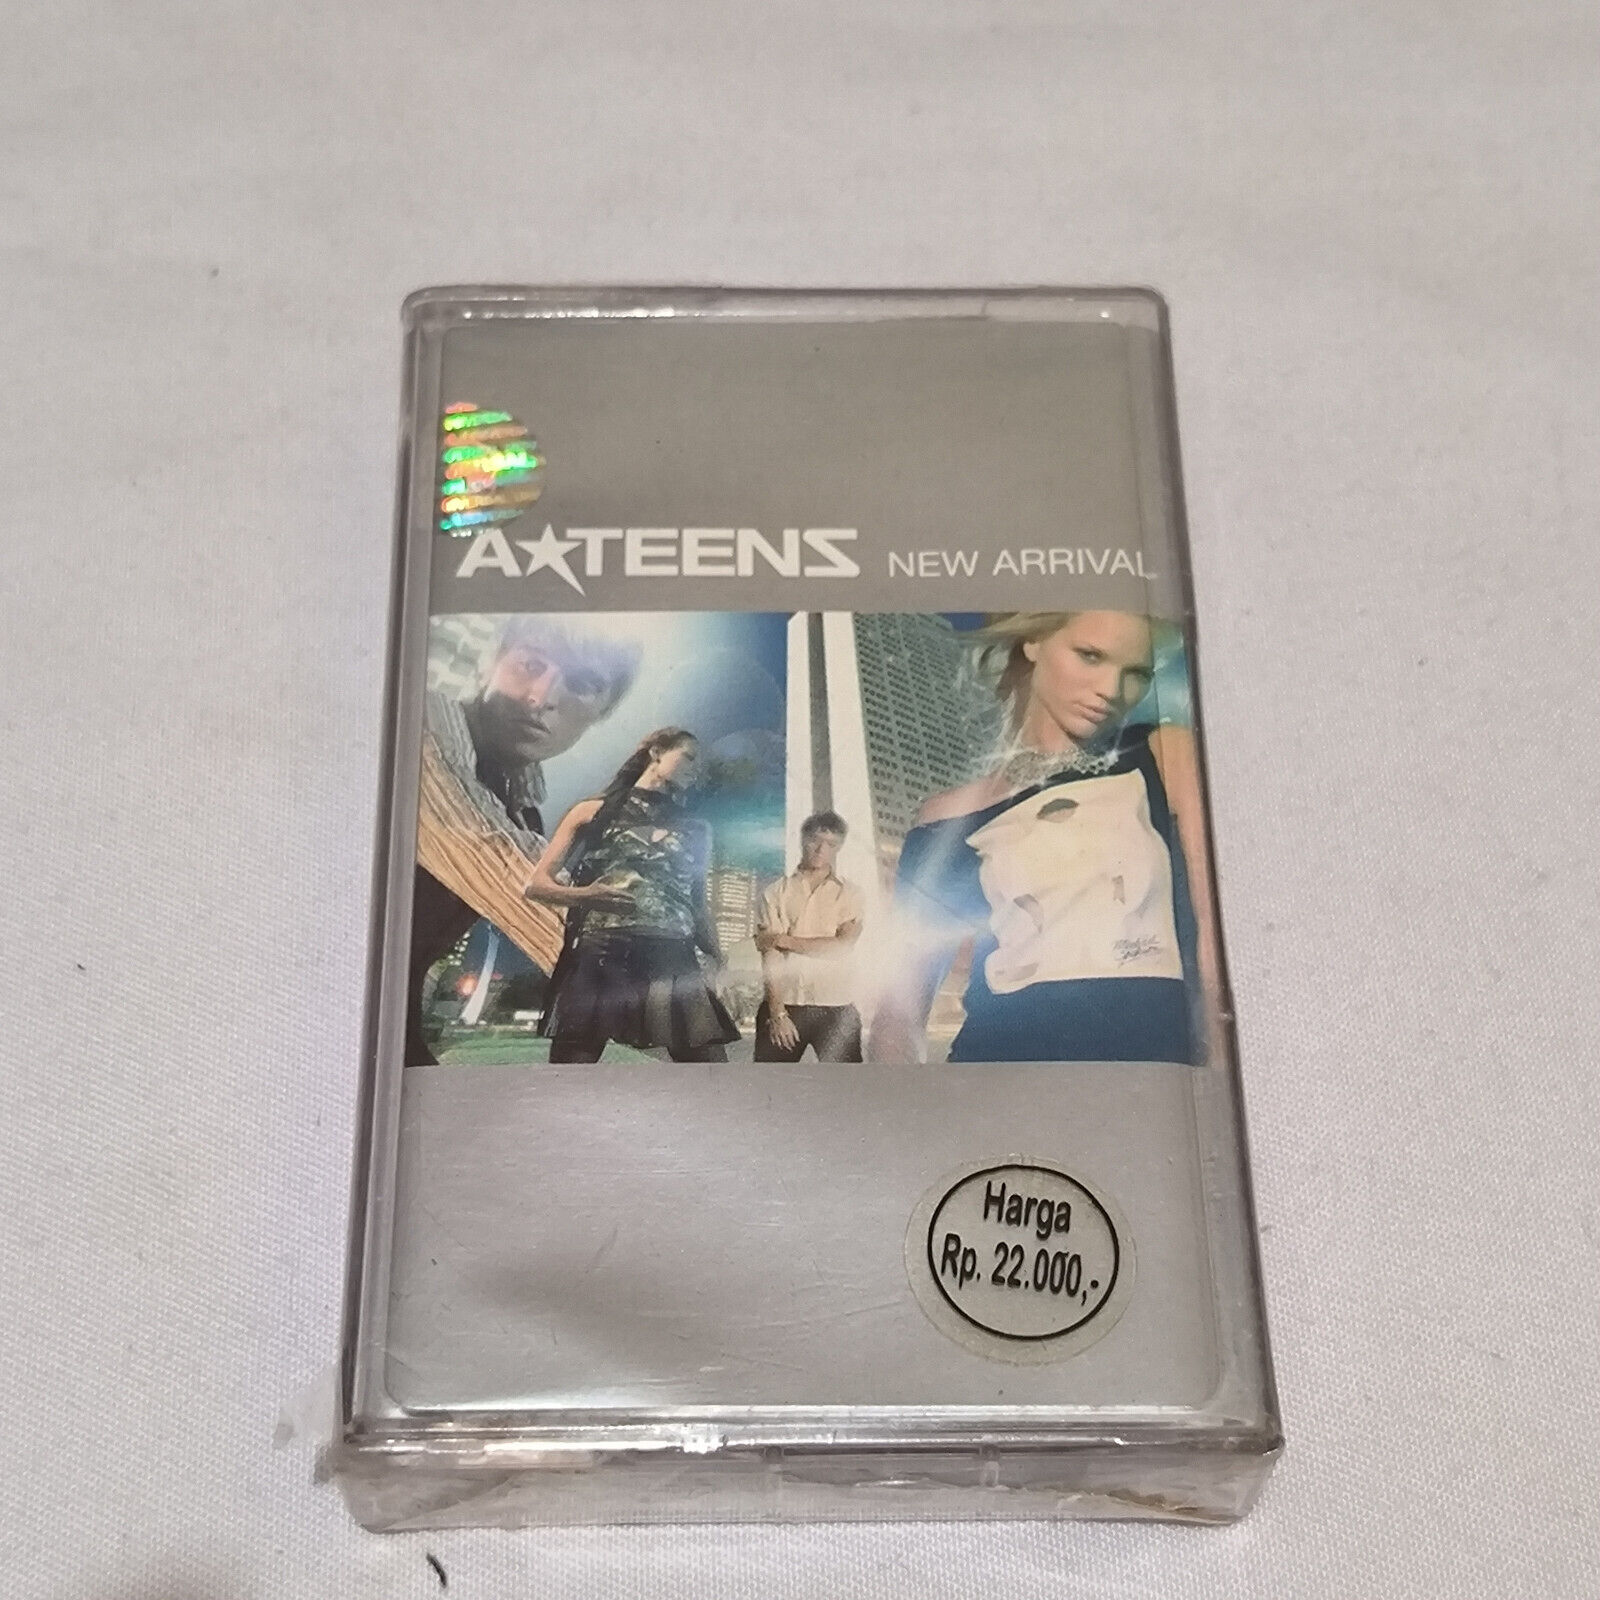 A★TEENS NEW ARRIVAL
Harga
Rp. 22.000,-